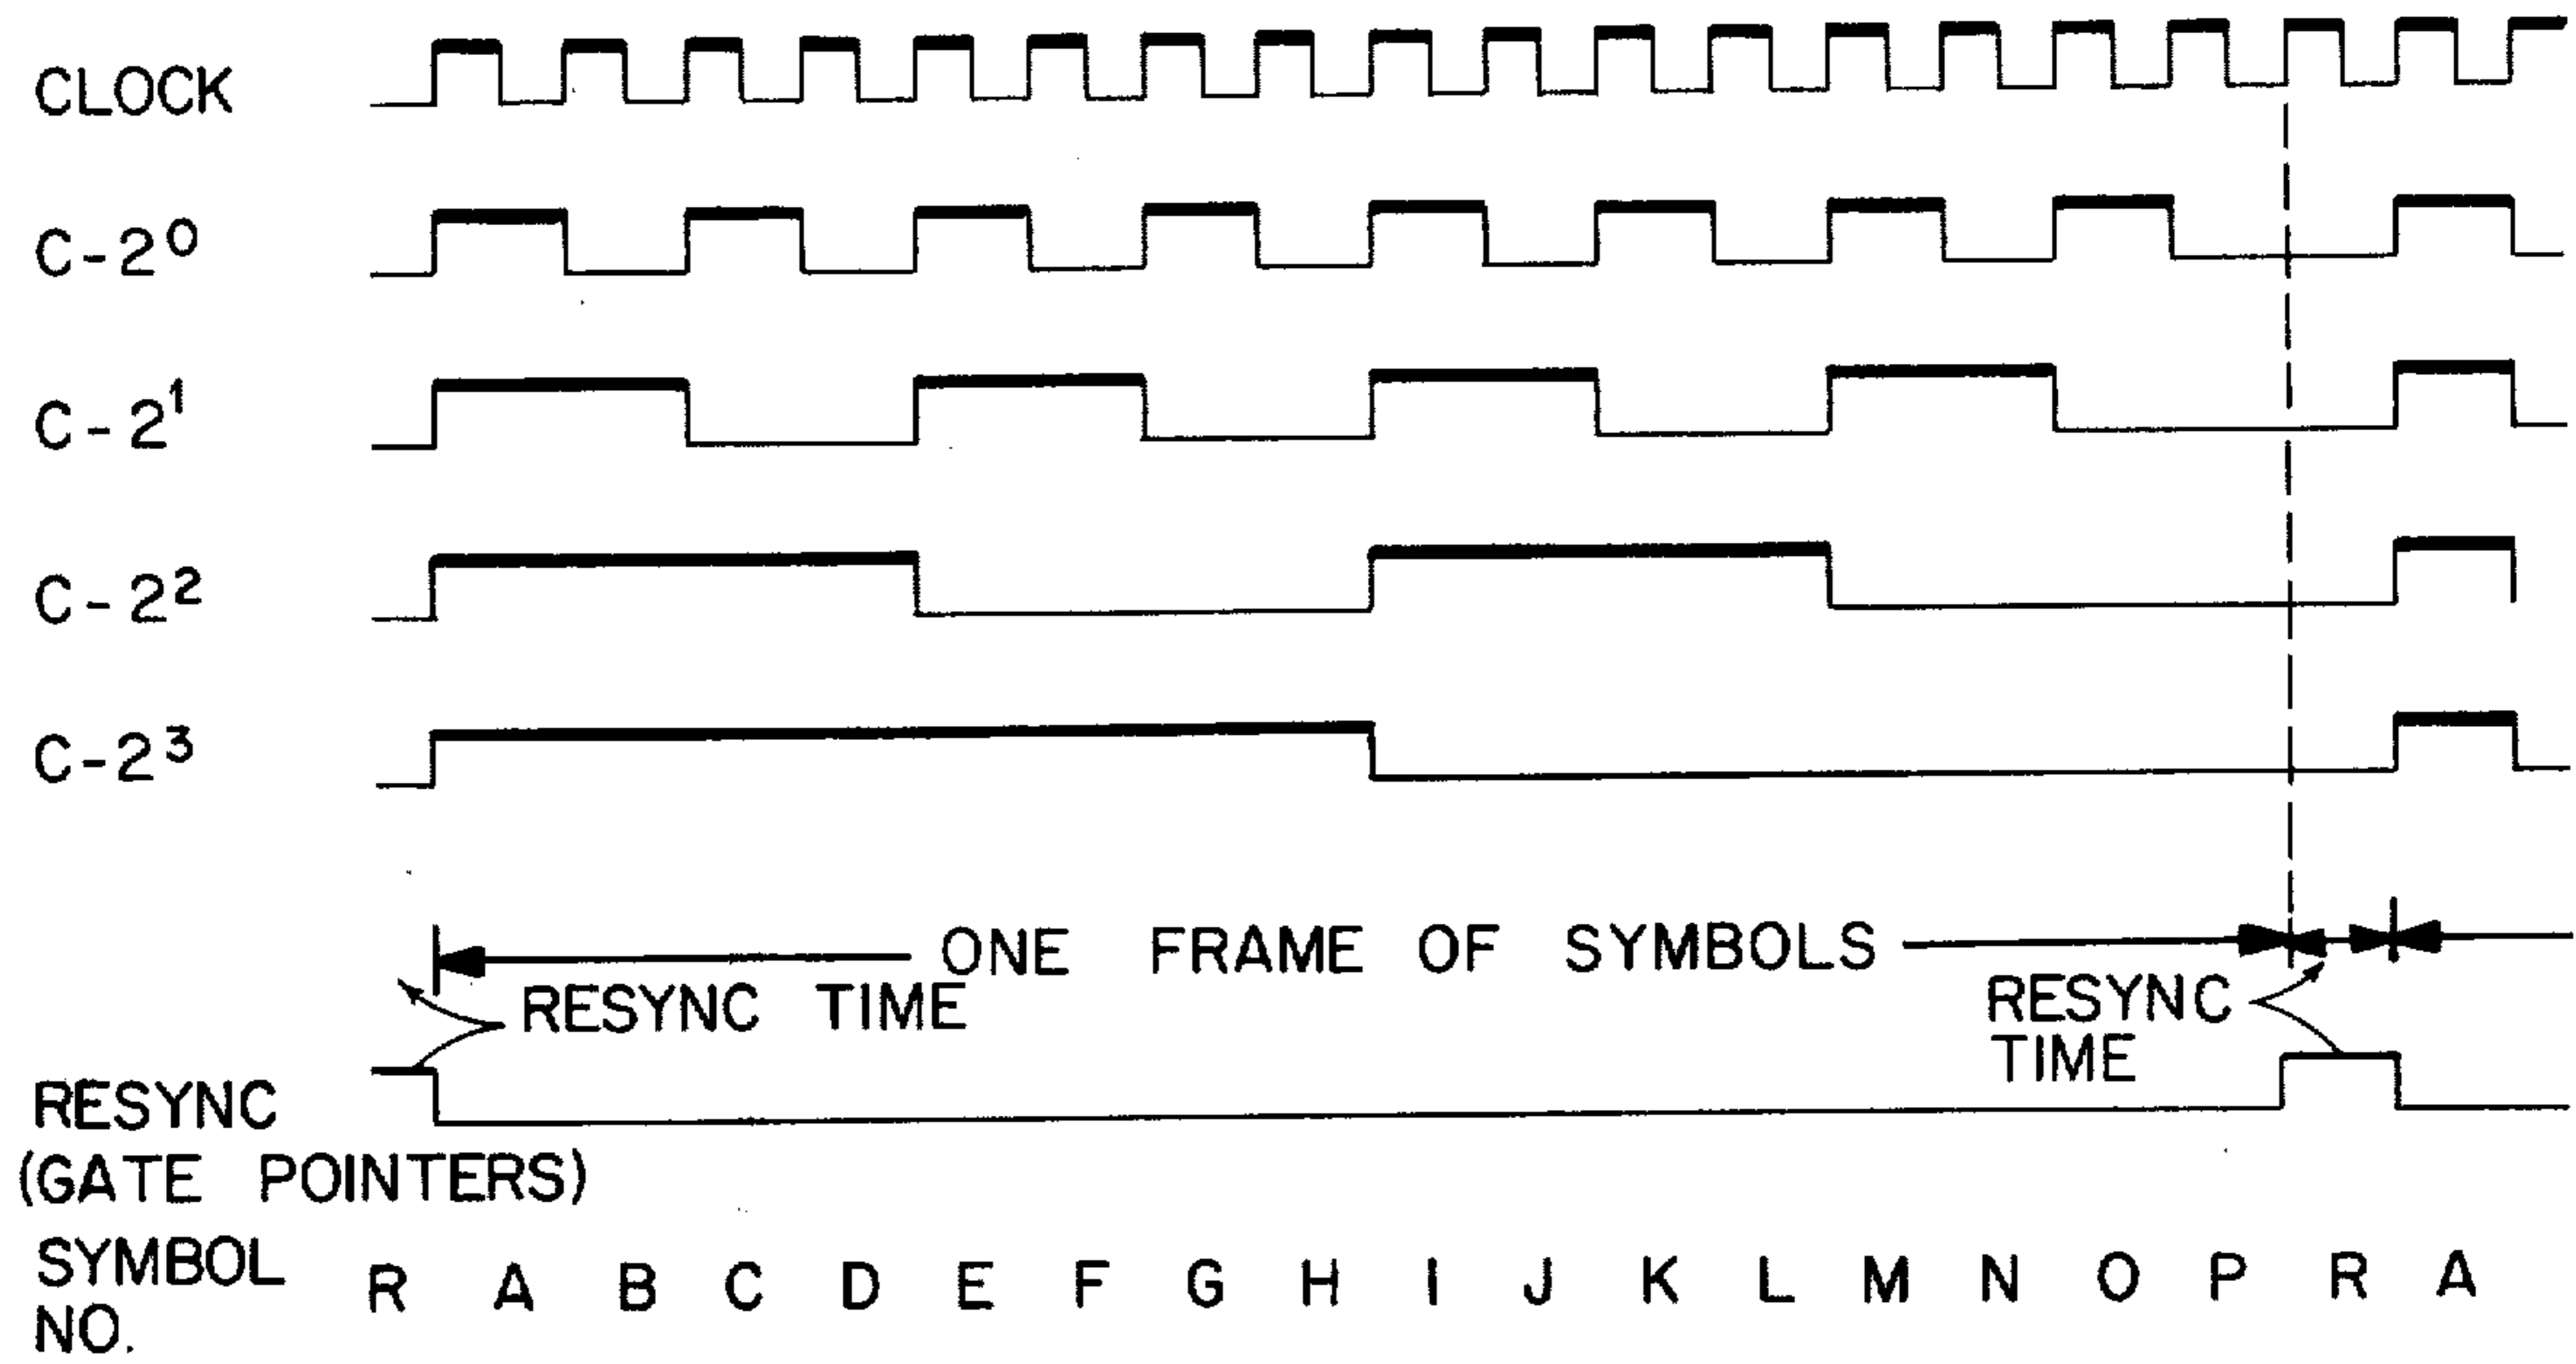 CLOCK
C-2⁰
C-2¹
C-2²
C-2³
ONE FRAME OF SYMBOLS
RESYNC TIME
RESYNC
TIME
RESYNC
(GATE POINTERS)
SYMBOL
NO.
R A B C D E F G H I J K L M N O P R A